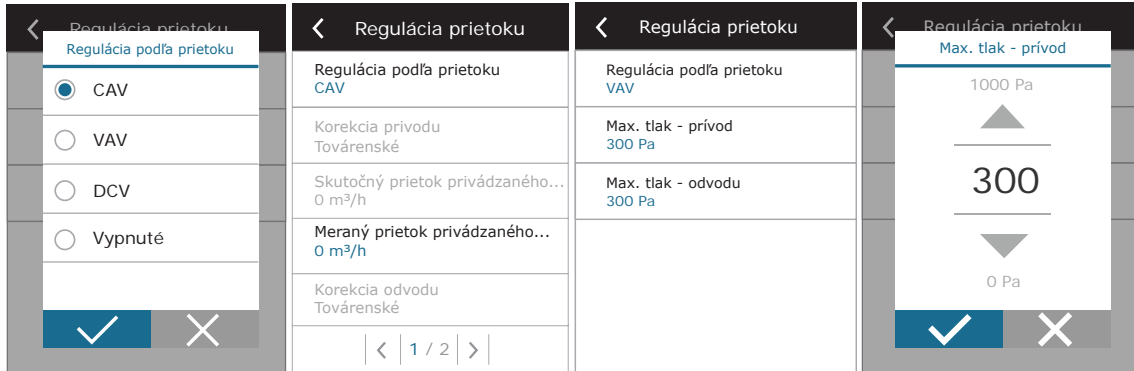 Regulácia prietoku
Regulácia podľa prietoku
CAV
VAV
DCV
Vypnuté
Regulácia prietoku
Regulácia podľa prietoku
CAV
Korekcia privodu
Továrenské
Skutočný prietok privádzaného...
0 m³/h
Meraný prietok privádzaného...
0 m³/h
Korekcia odvodu
Továrenské
1 / 2
Regulácia prietoku
Regulácia podľa prietoku
VAV
Max. tlak - prívod
300 Pa
Max. tlak - odvodu
300 Pa
Regulácia prietoku
Max. tlak - prívod
1000 Pa
300
0 Pa